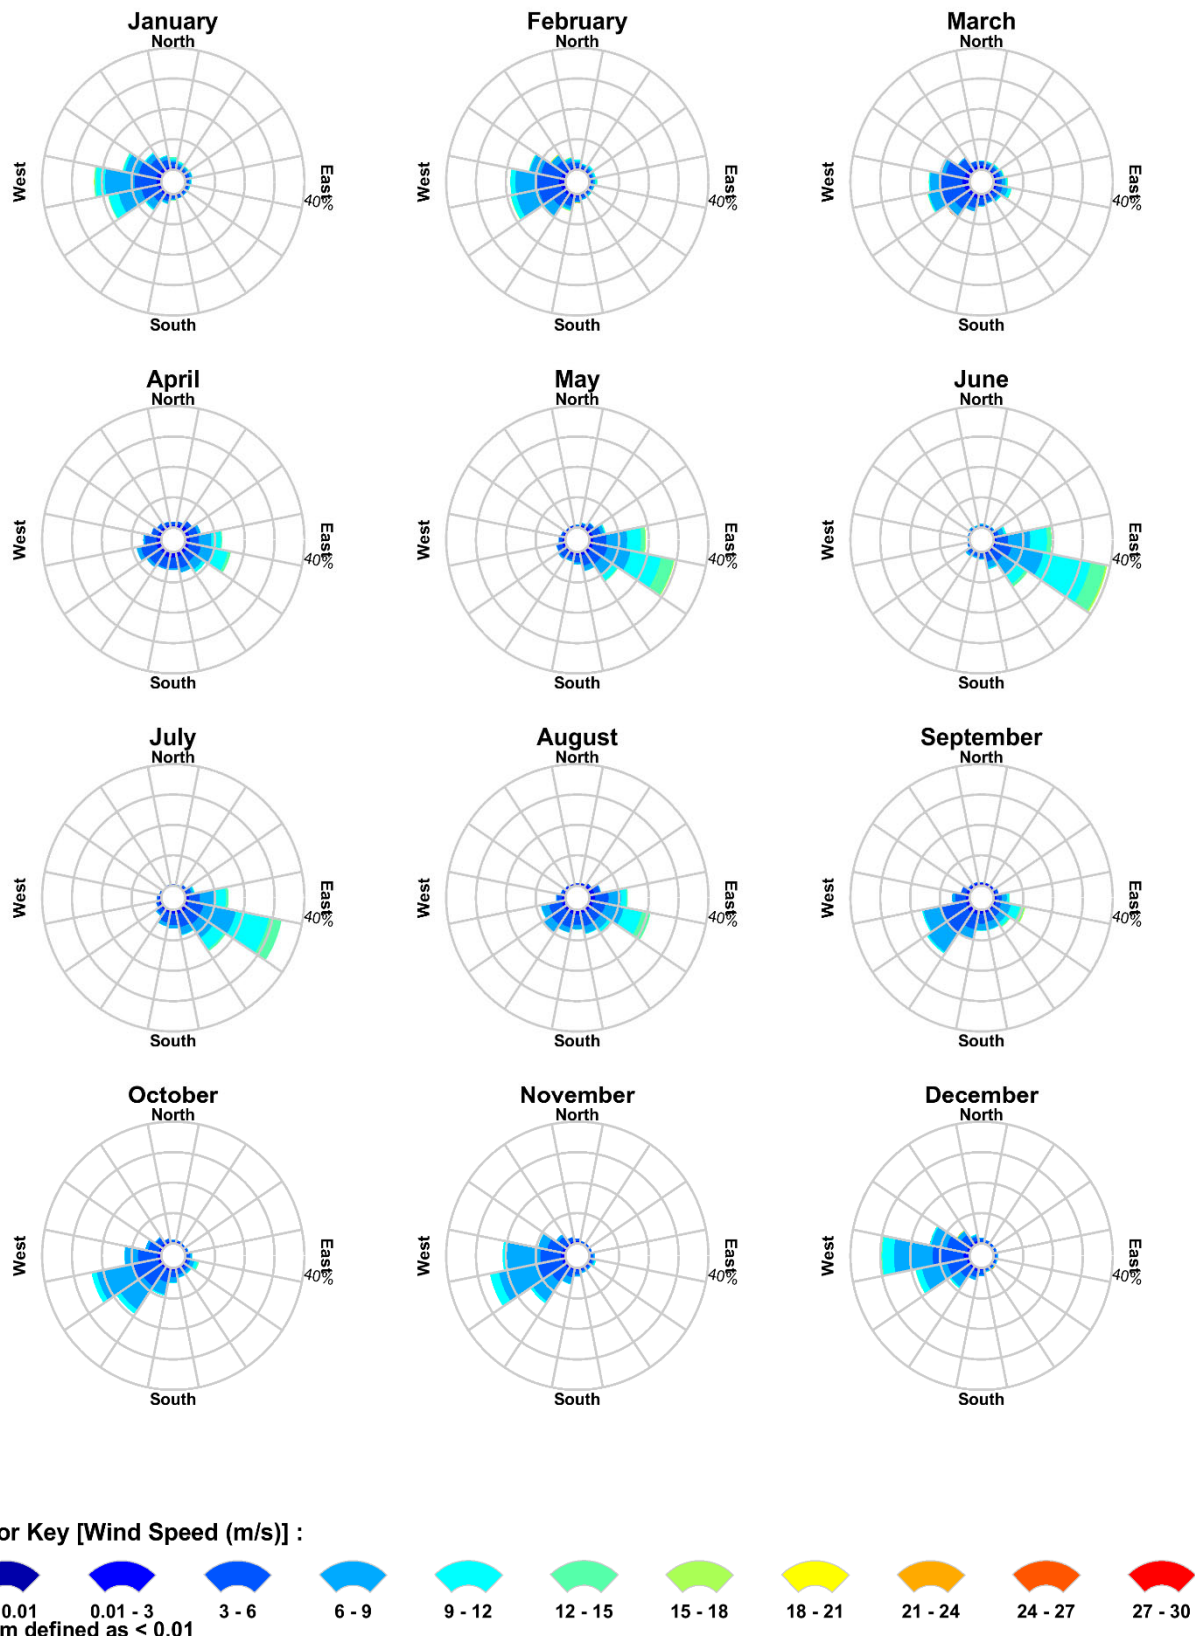 January
North
West
East
40%
South
February
North
West
East
40%
South
March
North
West
East
40%
South
April
North
West
East
40%
South
May
North
West
East
40%
South
June
North
West
East
40%
South
July
North
West
East
40%
South
August
North
West
East
40%
South
September
North
West
East
40%
South
October
North
West
East
40%
South
November
North
West
East
40%
South
December
North
West
East
40%
South
or Key [Wind Speed (m/s)] :
0.01 0.01 - 3 3 - 6 6 - 9 9 - 12 12 - 15 15 - 18 18 - 21 21 - 24 24 - 27 27 - 30
m defined as < 0.01